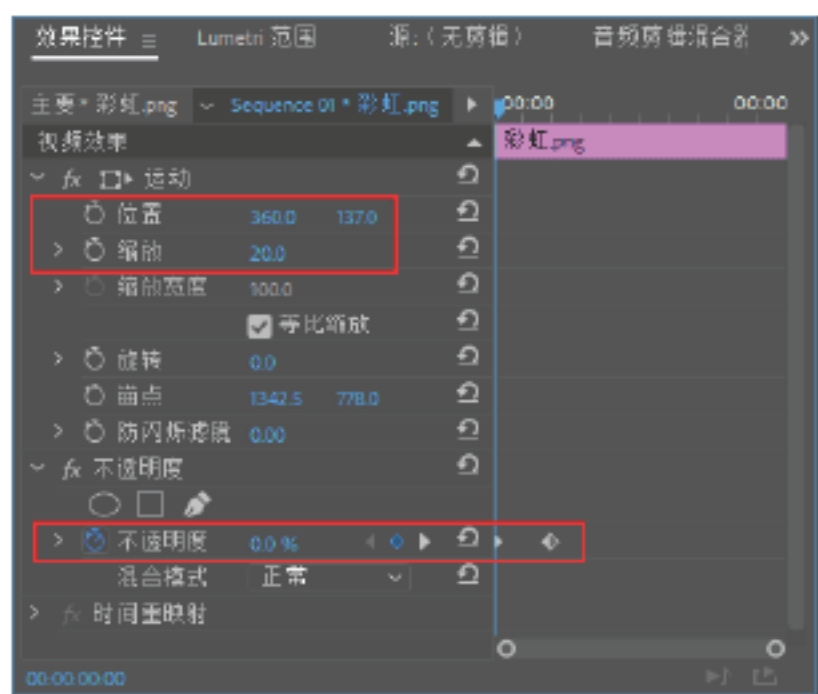 效果控件 Lumetri 范围 源:(无剪辑) 音频剪辑混合器
主要 * 彩虹.png Sequence 01 * 彩虹.png 00:00 00:00
视频效果 彩虹.png
fx 运动
位置 360.0 137.0
缩放 20.0
缩放宽度 100.0
等比缩放
旋转 0.0
锚点 1342.5 778.0
防闪烁滤镜 0.00
fx 不透明度
不透明度 0.0 %
混合模式 正常
fx 时间重映射
00:00:00:00